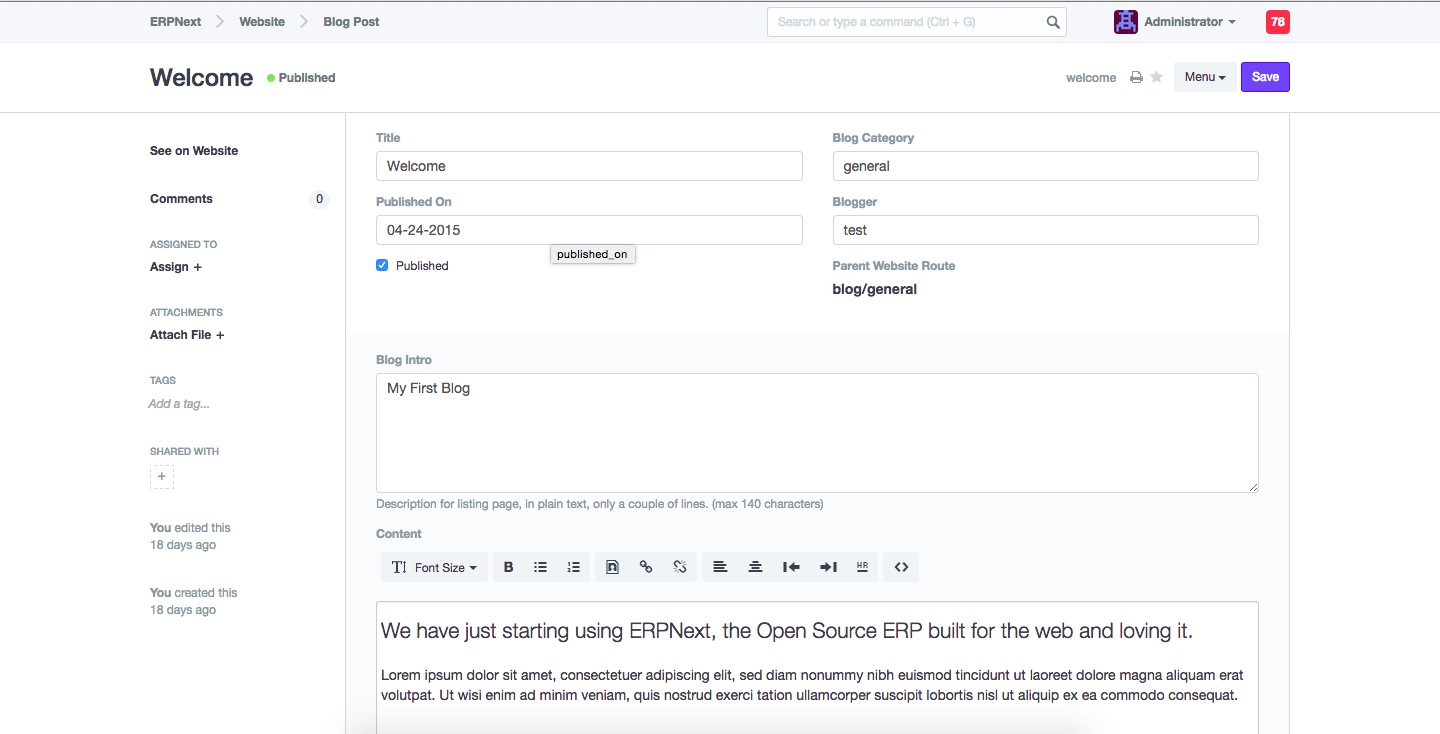 ERPNext Website Blog Post Search or type a command (Ctrl + G) Administrator 78
Welcome Published welcome Menu Save
See on Website
Comments 0
ASSIGNED TO
Assign +
ATTACHMENTS
Attach File +
TAGS
Add a tag...
SHARED WITH
+
You edited this
18 days ago
You created this
18 days ago
Title
Welcome
Published On
04-24-2015
published_on
Published
Blog Category
general
Blogger
test
Parent Website Route
blog/general
Blog Intro
My First Blog
Description for listing page, in plain text, only a couple of lines. (max 140 characters)
Content
Font Size B HR
We have just starting using ERPNext, the Open Source ERP built for the web and loving it.
Lorem ipsum dolor sit amet, consectetuer adipiscing elit, sed diam nonummy nibh euismod tincidunt ut laoreet dolore magna aliquam erat
volutpat. Ut wisi enim ad minim veniam, quis nostrud exerci tation ullamcorper suscipit lobortis nisl ut aliquip ex ea commodo consequat.